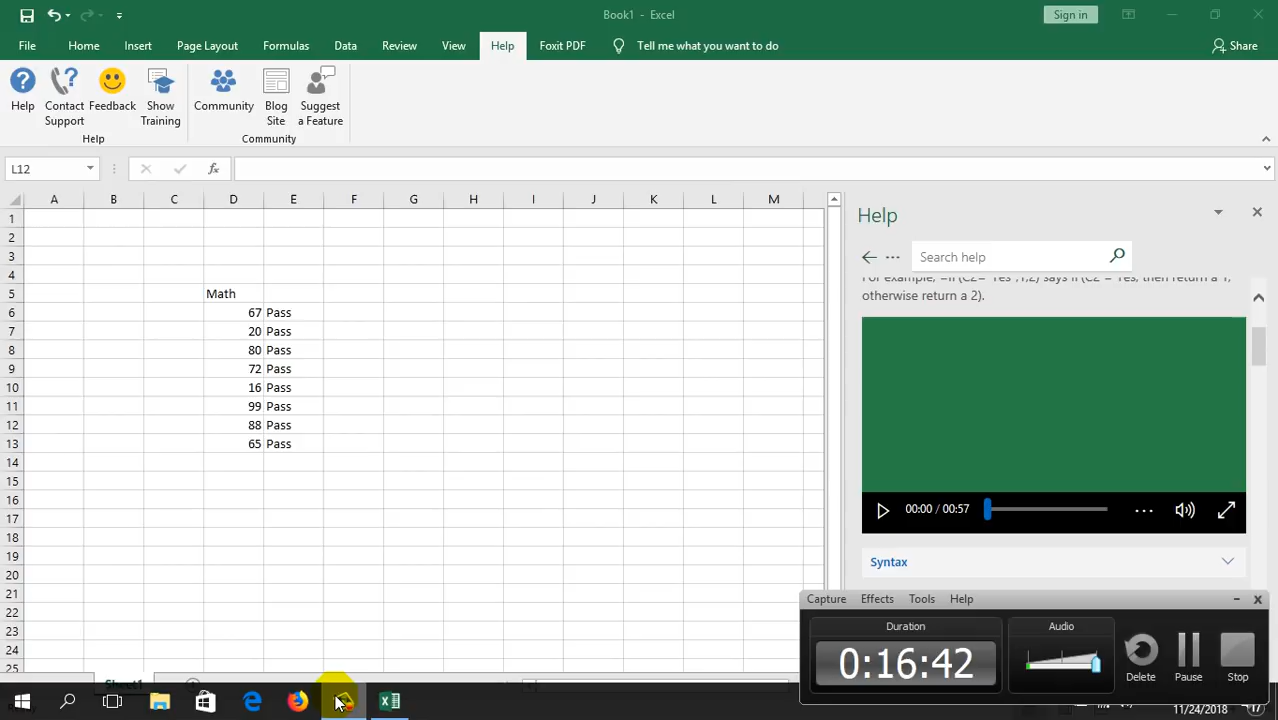 Book1 - Excel
Sign in
File Home Insert Page Layout Formulas Data Review View Help Foxit PDF Tell me what you want to do Share
Help Contact Support Feedback Show Training Community Blog Site Suggest a Feature
Help Community
L12 fx
A B C D E F G H I J K L M
1
2
3
4
5 Math
6 67 Pass
7 20 Pass
8 80 Pass
9 72 Pass
10 16 Pass
11 99 Pass
12 88 Pass
13 65 Pass
14
15
16
17
18
19
20
21
22
23
24
25
Sheet1
Help
Search help
otherwise return a 2).
00:00 / 00:57
Syntax
Capture Effects Tools Help
Duration Audio
0:16:42
Delete Pause Stop
11/24/2018
17